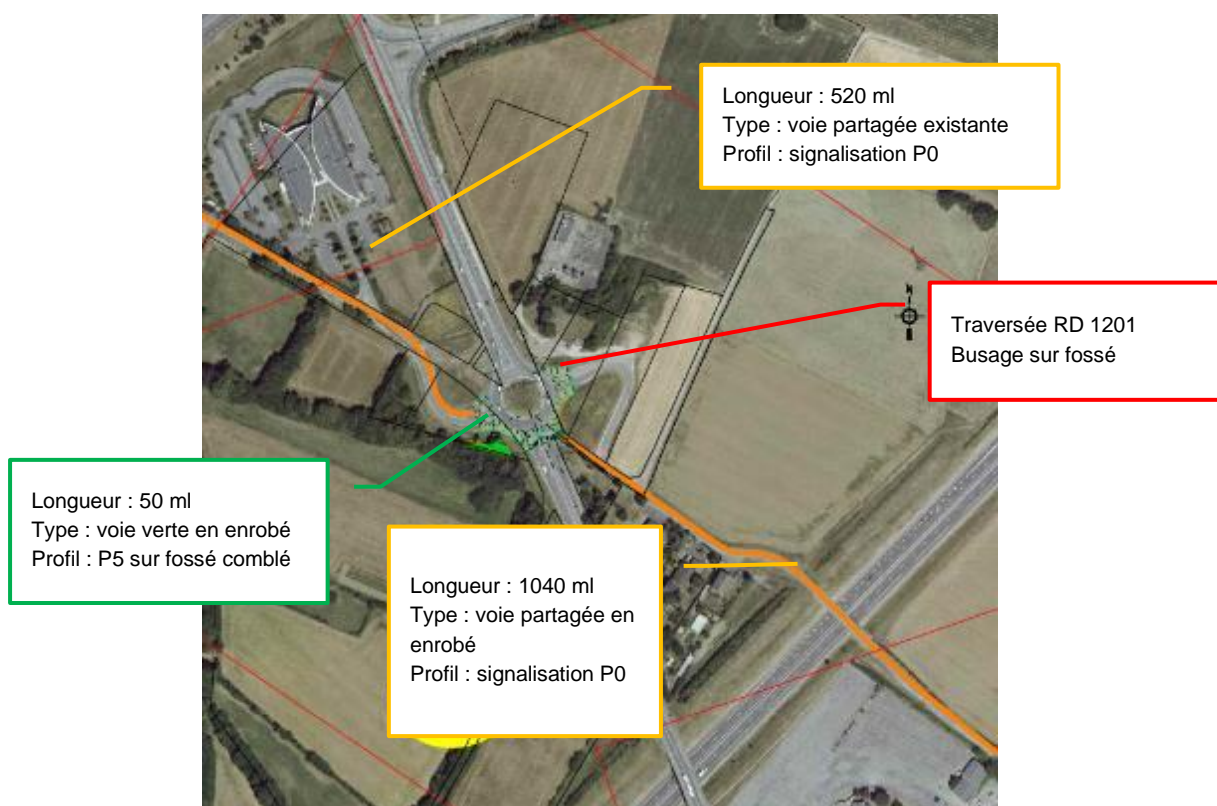 Longueur : 520 ml
Type : voie partagée existante
Profil : signalisation P0
N
Traversée RD 1201
Busage sur fossé
Longueur : 50 ml
Type : voie verte en enrobé
Profil : P5 sur fossé comblé
Longueur : 1040 ml
Type : voie partagée en
enrobé
Profil : signalisation P0